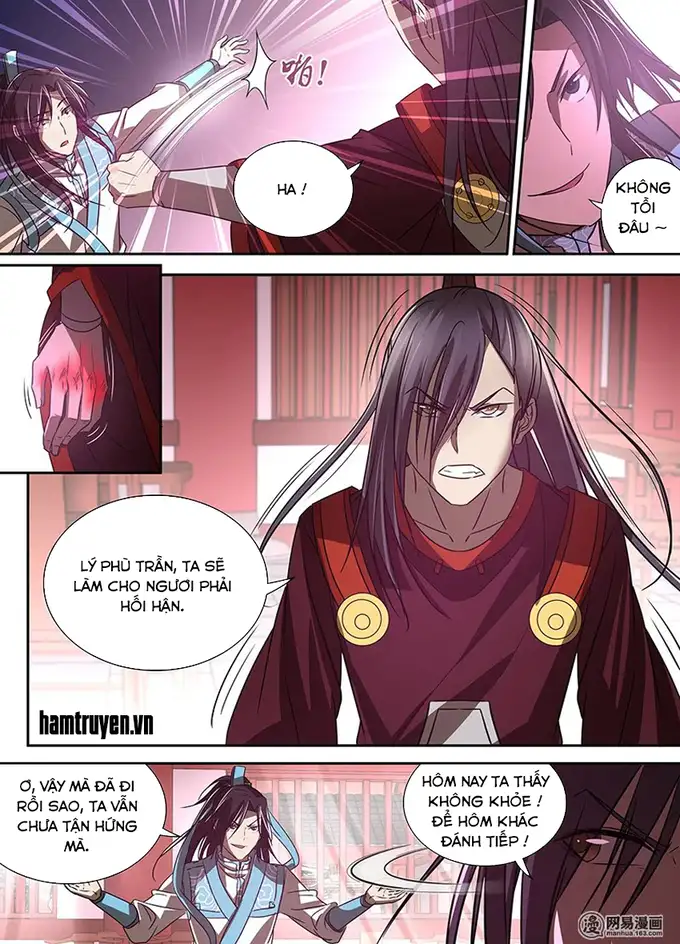 啪!
HA !
KHÔNG
TỒI
ĐÂU ~
LÝ PHÙ TRẦN, TA SẼ
LÀM CHO NGƯƠI PHẢI
HỐI HẬN.
hamtruyen.vn
Ơ, VẬY MÀ ĐÃ ĐI
RỒI SAO, TA VẪN
CHƯA TẬN HỨNG
MÀ.
HÔM NAY TA THẤY
KHÔNG KHỎE !
ĐỂ HÔM KHÁC
ĐÁNH TIẾP !
网易漫画
manhua.163.com